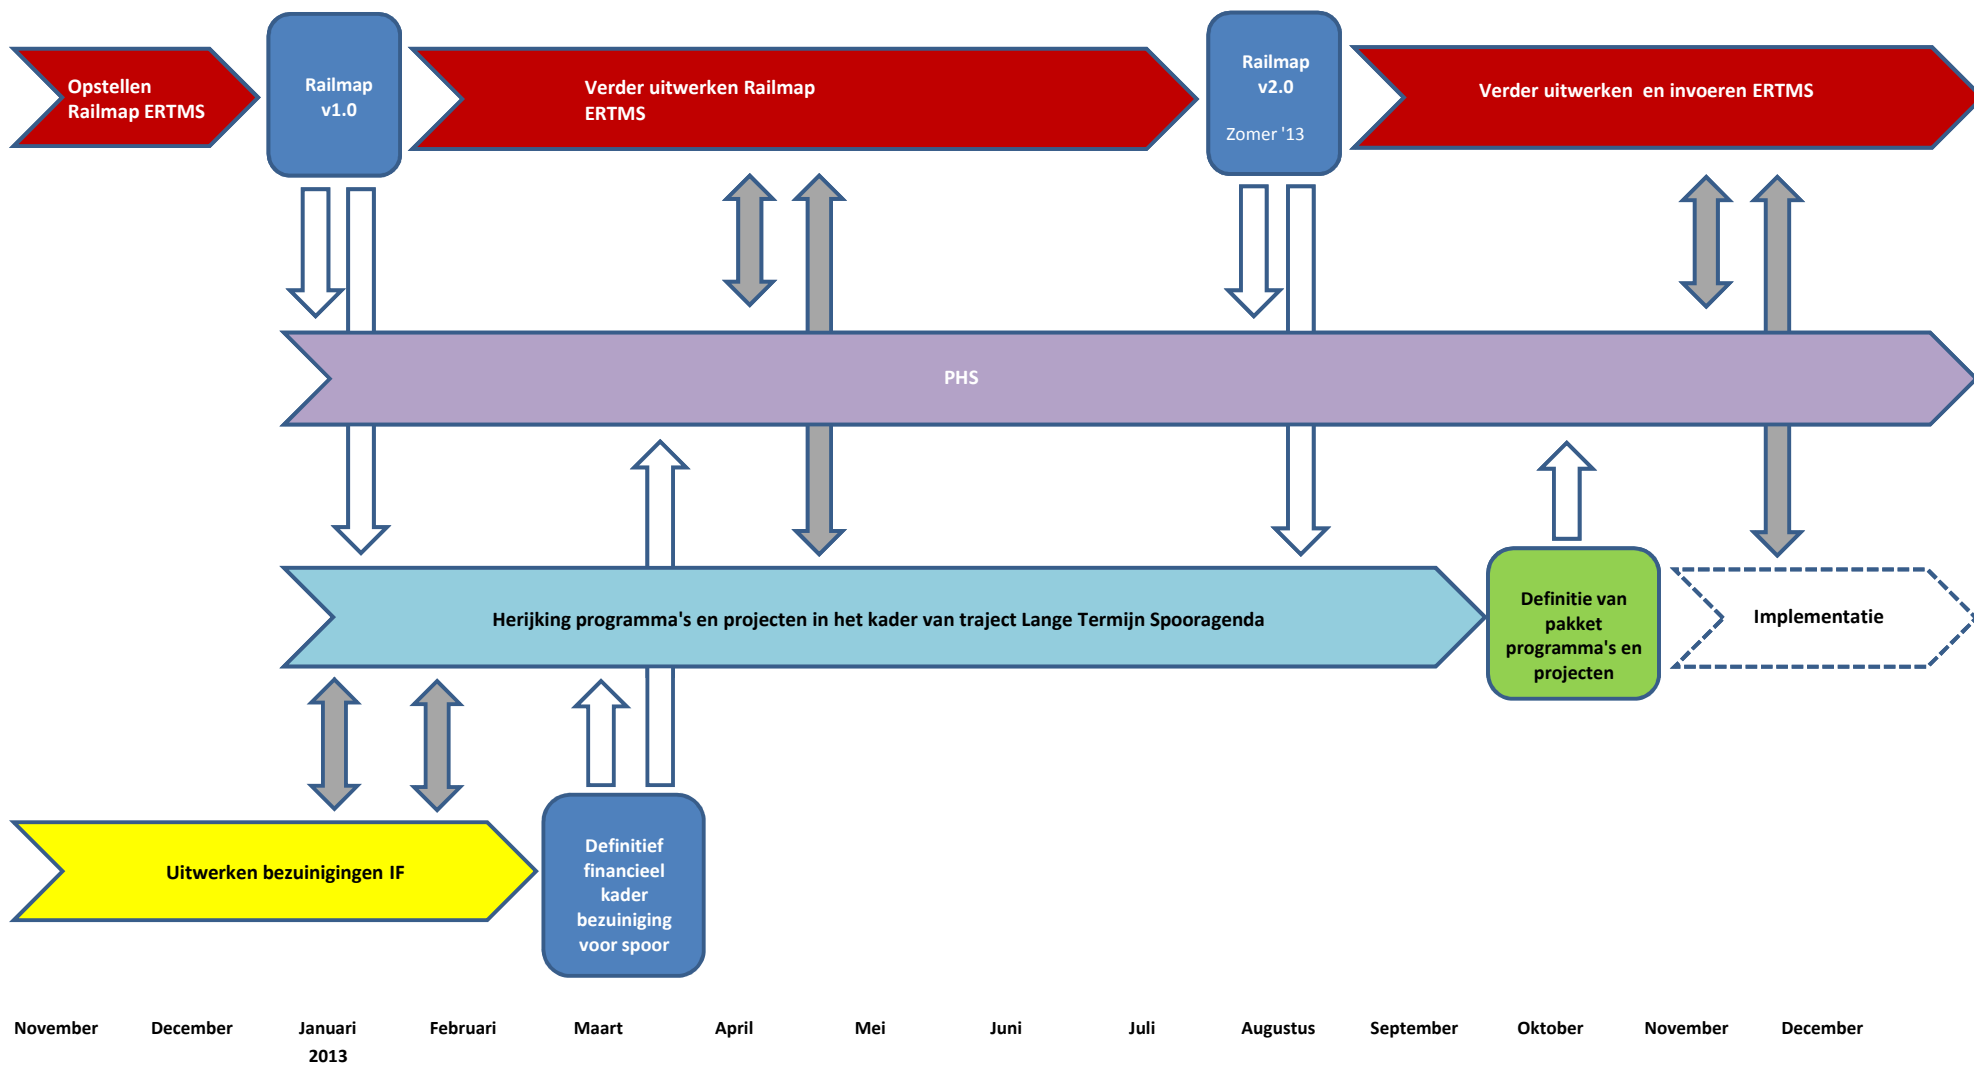 Opstellen
Railmap ERTMS
Railmap
v1.0
Verder uitwerken Railmap
ERTMS
Railmap
v2.0
Zomer '13
Verder uitwerken en invoeren ERTMS
PHS
Herijking programma's en projecten in het kader van traject Lange Termijn Spooragenda
Definitie van
pakket
programma's en
projecten
Implementatie
Uitwerken bezuinigingen IF
Definitief
financieel
kader
bezuiniging
voor spoor
November December Januari Februari Maart April Mei Juni Juli Augustus September Oktober November December
2013